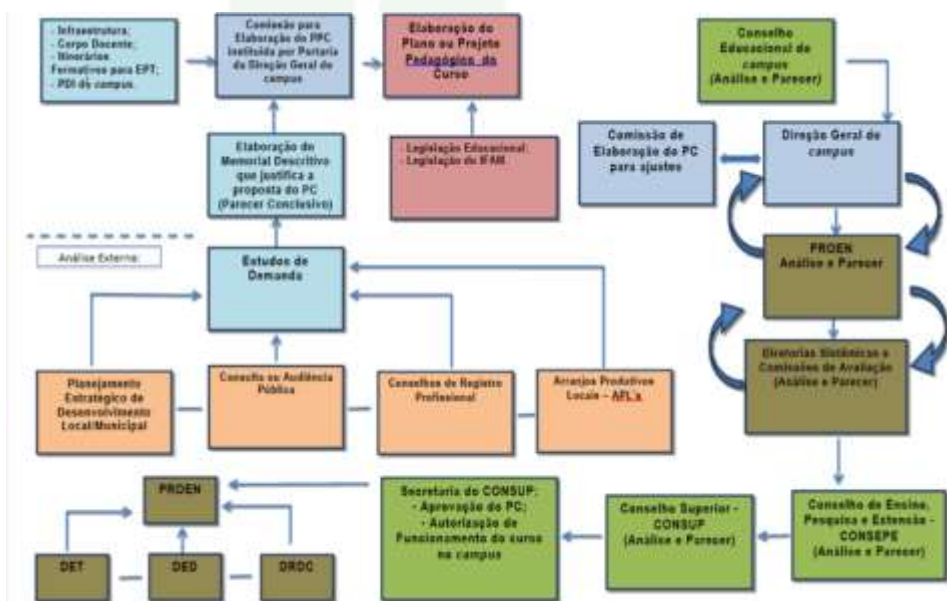 - Infraestrutura;
- Corpo Docente;
- Itinerários
Formativos para EPT;
- PDI do campus.
Comissão para
Elaboração do PPC
instituída por Portaria
da Direção Geral do
campus
Elaboração do
Plano ou Projeto
Pedagógico do
Curso
Conselho
Educacional do
campus
(Análise e Parecer)
Elaboração do
Memorial Descritivo
que justifica a
proposta do PC
(Parecer Conclusivo)
- Legislação Educacional;
- Legislação do IFAM
Comissão de
Elaboração do PC
para ajustes
Direção Geral do
campus
Análise Externa:
Estudos de
Demanda
PROEN
Análise e Parecer
Diretorias Sistêmicas e
Comissões de Avaliação
(Análise e Parecer)
Planejamento
Estratégico de
Desenvolvimento
Local/Municipal
Consulta ou Audiência
Pública
Conselhos de Registro
Profissional
Arranjos Produtivos
Locais – APL's
PROEN
Secretaria do CONSUP:
- Aprovação do PC;
- Autorização de
Funcionamento do curso
no campus
Conselho Superior -
CONSUP
(Análise e Parecer)
Conselho de Ensino,
Pesquisa e Extensão -
CONSEPE
(Análise e Parecer)
DET
DED
DRDC